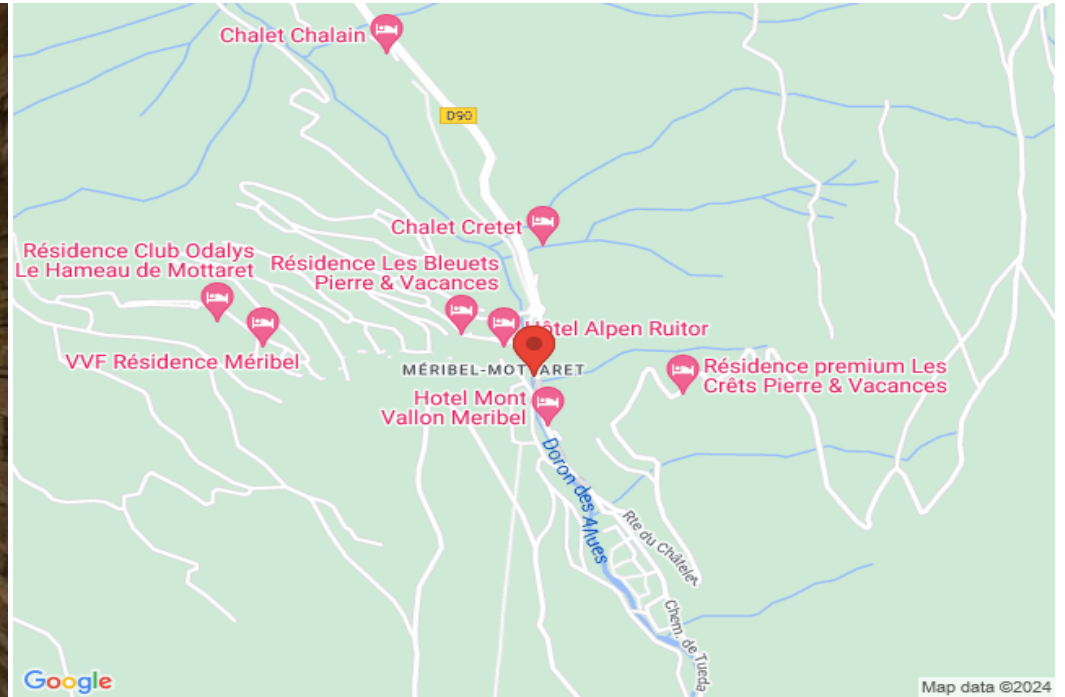 Chalet Chalain
D90
Chalet Cretet
Résidence Club Odalys
Le Hameau de Mottaret
Résidence Les Bleuets
Pierre & Vacances
Hôtel Alpen Ruitor
VVF Résidence Méribel
MÉRIBEL-MOTTARET
Résidence premium Les
Crêts Pierre & Vacances
Hotel Mont
Vallon Meribel
Doron des Allues
Rte du Châtelet
Chem. de Tueda
Google
Map data ©2024